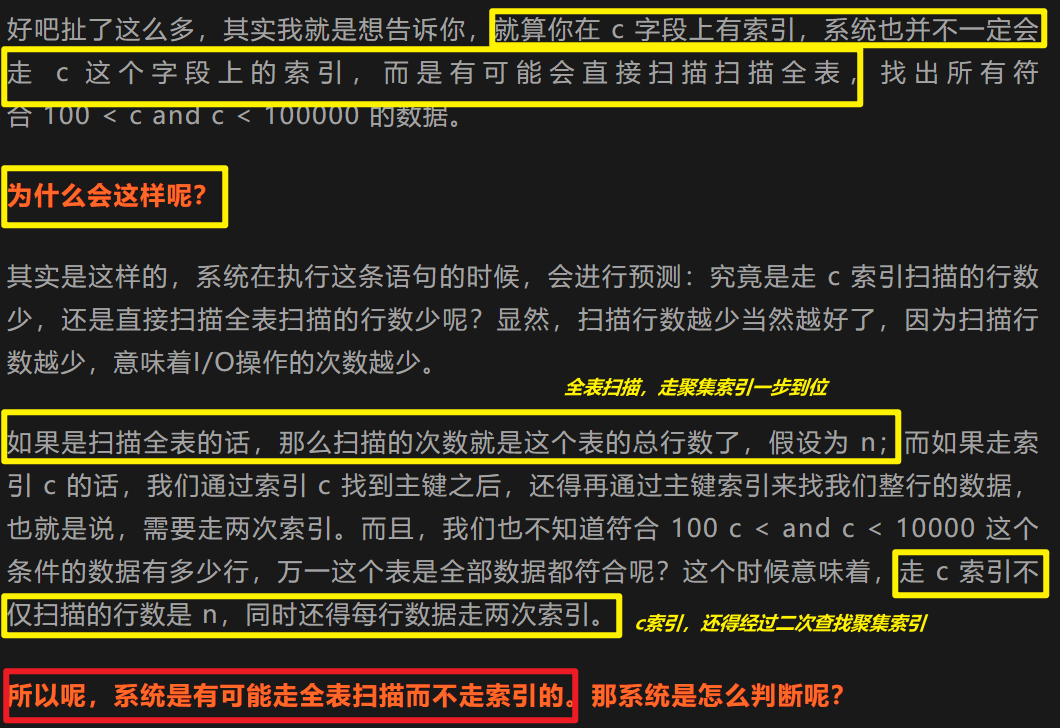 好吧扯了这么多，其实我就是想告诉你，就算你在 c 字段上有索引，系统也并不一定会
走 c 这个字段上的索引，而是有可能会直接扫描扫描全表，找出所有符
合 100 < c and c < 100000 的数据。
为什么会这样呢？
其实是这样的，系统在执行这条语句的时候，会进行预测：究竟是走 c 索引扫描的行数
少，还是直接扫描全表扫描的行数少呢？显然，扫描行数越少当然越好了，因为扫描行
数越少，意味着I/O操作的次数越少。
全表扫描，走聚集索引一步到位
如果是扫描全表的话，那么扫描的次数就是这个表的总行数了，假设为 n；而如果走索
引 c 的话，我们通过索引 c 找到主键之后，还得再通过主键索引来找我们整行的数据，
也就是说，需要走两次索引。而且，我们也不知道符合 100 c < and c < 10000 这个
条件的数据有多少行，万一这个表是全部数据都符合呢？这个时候意味着，走 c 索引不
仅扫描的行数是 n，同时还得每行数据走两次索引。
c索引，还得经过二次查找聚集索引
所以呢，系统是有可能走全表扫描而不走索引的。那系统是怎么判断呢？